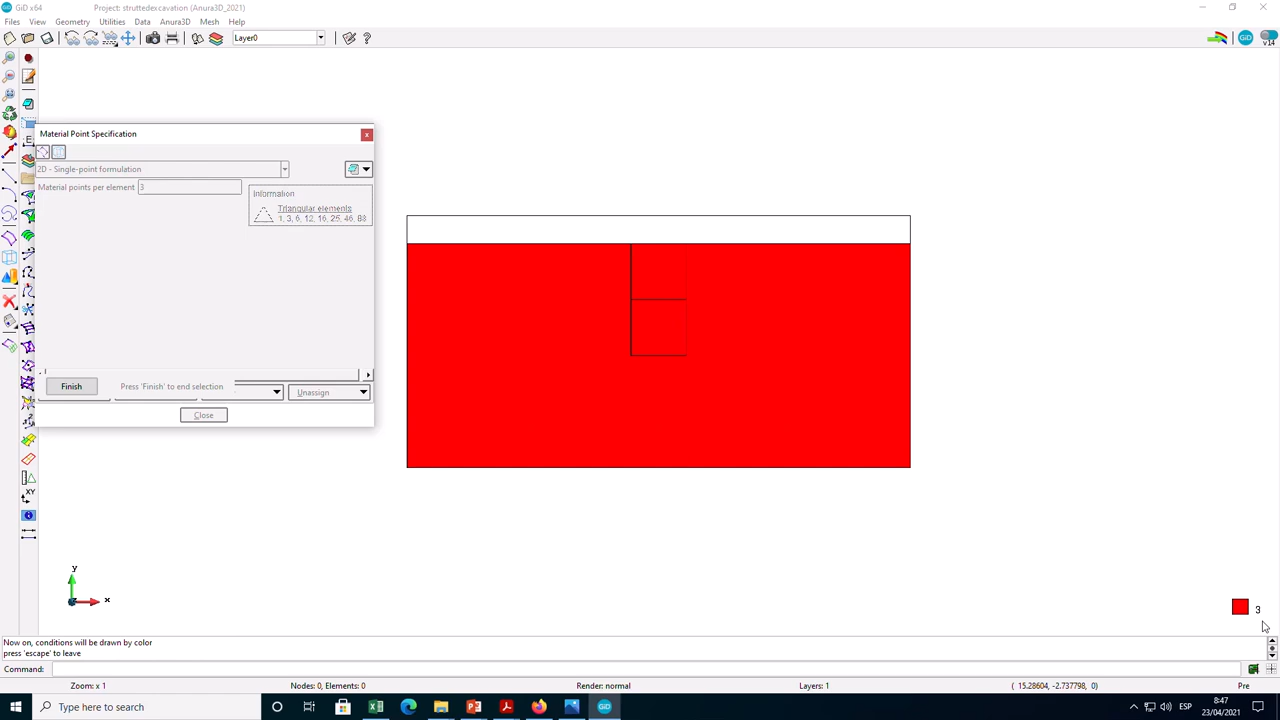 GiD x64 Project: struttedexcavation (Anura3D_2021)
Files View Geometry Utilities Data Anura3D Mesh Help
Layer0
GiD
v14
Material Point Specification
2D - Single-point formulation
Material points per element 3
Information
Triangular elements
1, 3, 6, 12, 16, 25, 46, 88
Finish
Press 'Finish' to end selection
Unassign
Close
XY
y
x
3
Now on, conditions will be drawn by color
press 'escape' to leave
Command:
Zoom: x 1
Nodes: 0, Elements: 0
Render: normal
Layers: 1
( 15.28604, -2.737798, 0)
Pre
Type here to search
ESP
8:47
23/04/2021